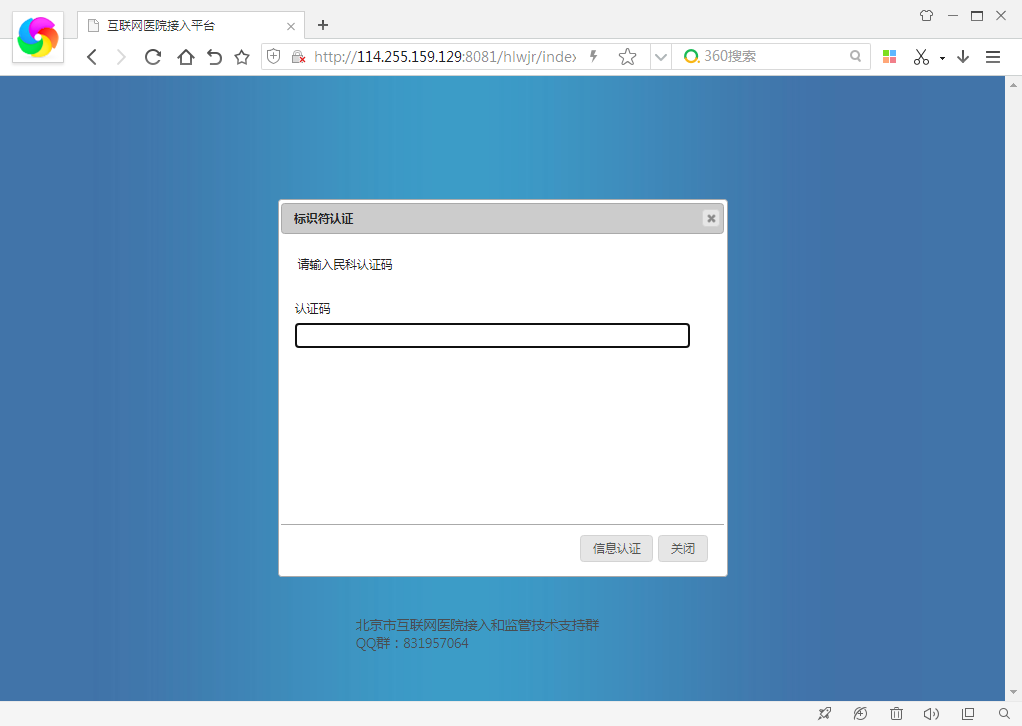 互联网医院接入平台
http://114.255.159.129:8081/hlwjr/index
360搜索
标识符认证
请输入民科认证码
认证码
信息认证 关闭
北京市互联网医院接入和监管技术支持群
QQ群：831957064